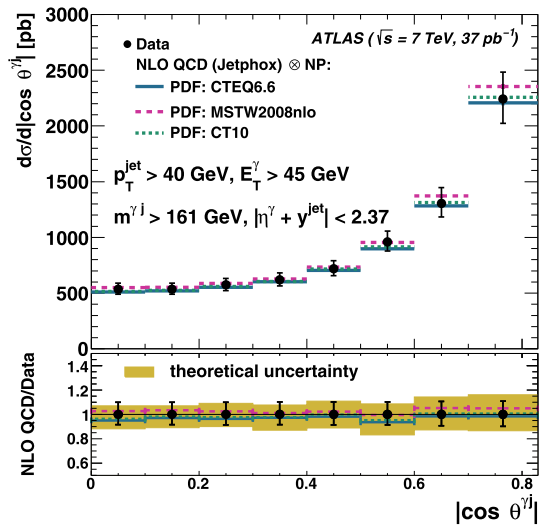 dσ/d|cos θ^γj| [pb]
3000
2500
2000
1500
1000
500
0
ATLAS ( √s = 7 TeV, 37 pb⁻¹)
Data
NLO QCD (Jetphox) ⊗ NP:
PDF: CTEQ6.6
PDF: MSTW2008nlo
PDF: CT10
p_T^jet > 40 GeV, E_T^γ > 45 GeV
m^γ j > 161 GeV, |η^γ + y^jet| < 2.37
NLO QCD/Data
1.4
1.2
1
0.8
0.6
theoretical uncertainty
0 0.2 0.4 0.6 0.8
|cos θ^γj|